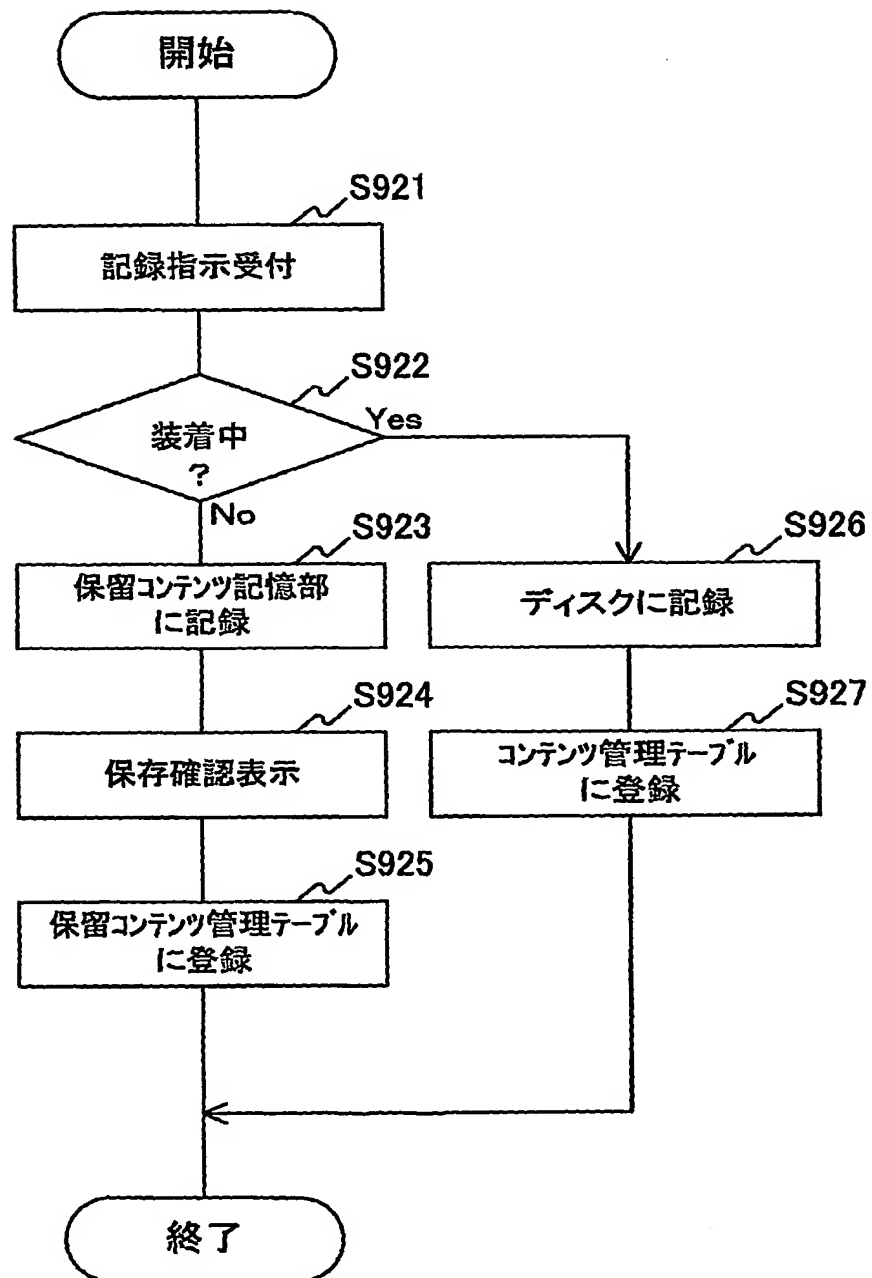 開始
S921
記録指示受付
S922
装着中
?
Yes
No
S923
保留コンテンツ記憶部
に記録
S924
保存確認表示
S925
保留コンテンツ管理テーブル
に登録
S926
ディスクに記録
S927
コンテンツ管理テーブル
に登録
終了